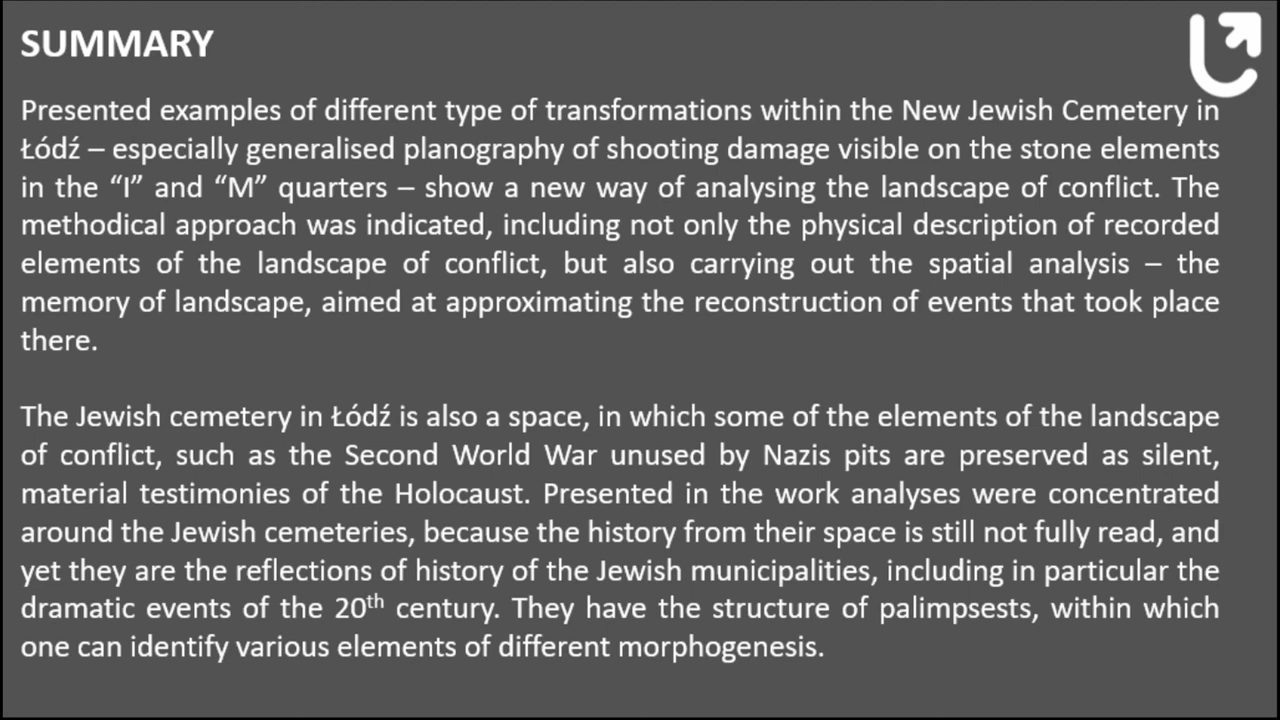 SUMMARY
Presented examples of different type of transformations within the New Jewish Cemetery in
Łódź – especially generalised planography of shooting damage visible on the stone elements
in the “I” and “M” quarters – show a new way of analysing the landscape of conflict. The
methodical approach was indicated, including not only the physical description of recorded
elements of the landscape of conflict, but also carrying out the spatial analysis – the
memory of landscape, aimed at approximating the reconstruction of events that took place
there.
The Jewish cemetery in Łódź is also a space, in which some of the elements of the landscape
of conflict, such as the Second World War unused by Nazis pits are preserved as silent,
material testimonies of the Holocaust. Presented in the work analyses were concentrated
around the Jewish cemeteries, because the history from their space is still not fully read, and
yet they are the reflections of history of the Jewish municipalities, including in particular the
dramatic events of the 20th century. They have the structure of palimpsests, within which
one can identify various elements of different morphogenesis.